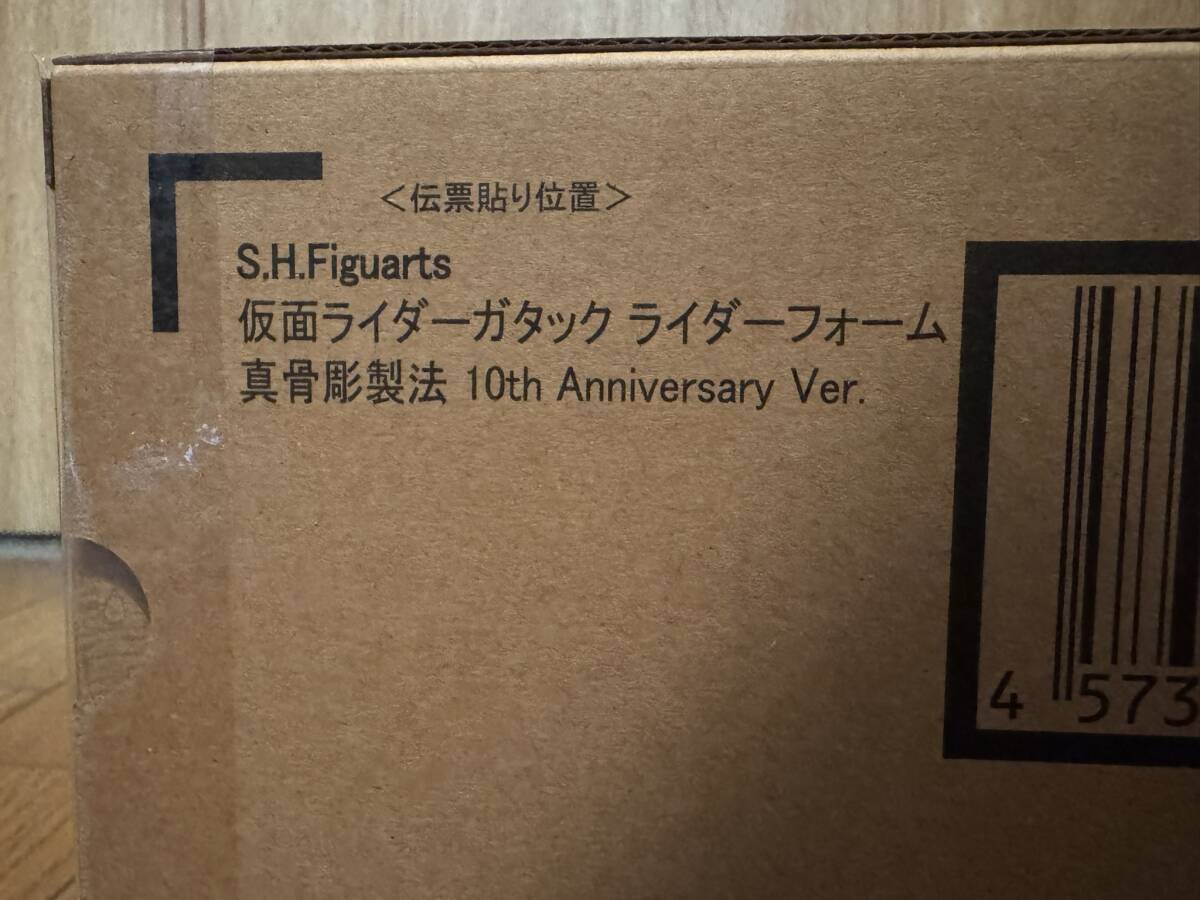 ＜伝票貼り位置＞
S.H.Figuarts
仮面ライダーガタック ライダーフォーム
真骨彫製法 10th Anniversary Ver.
4 573